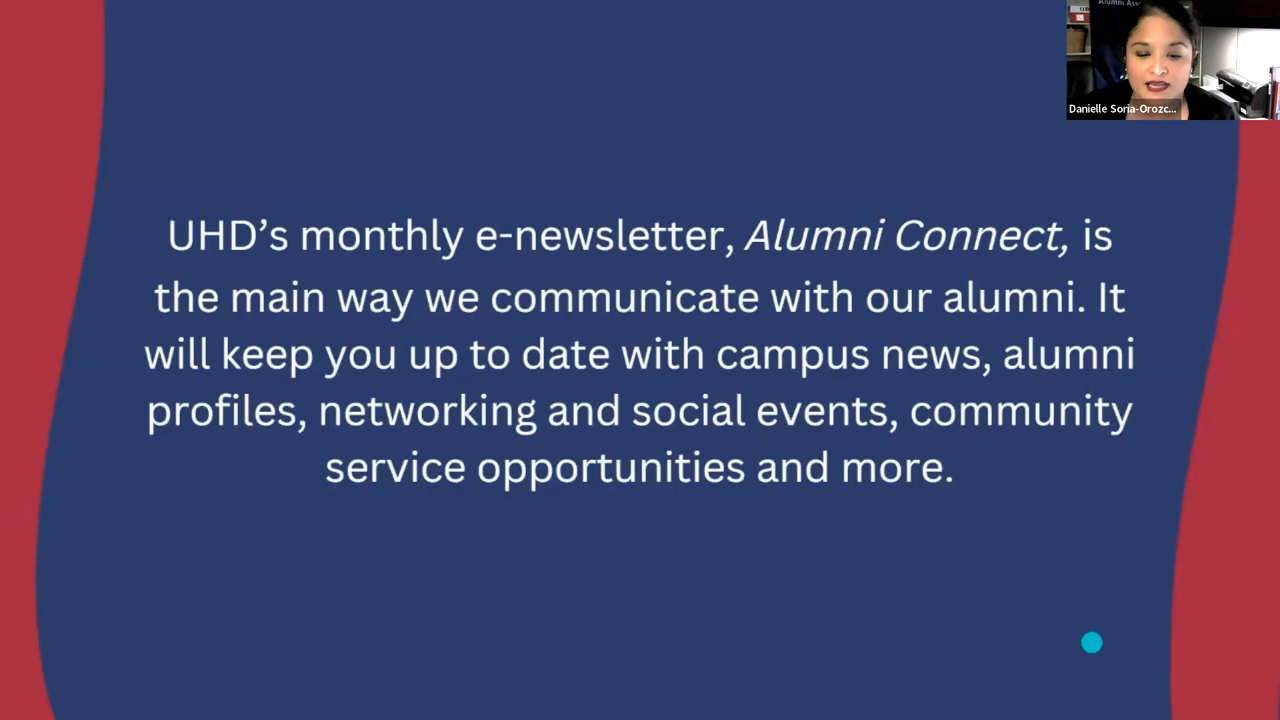 Alumni Ass
Danielle Soria-Orozc...
UHD’s monthly e-newsletter, Alumni Connect, is
the main way we communicate with our alumni. It
will keep you up to date with campus news, alumni
profiles, networking and social events, community
service opportunities and more.